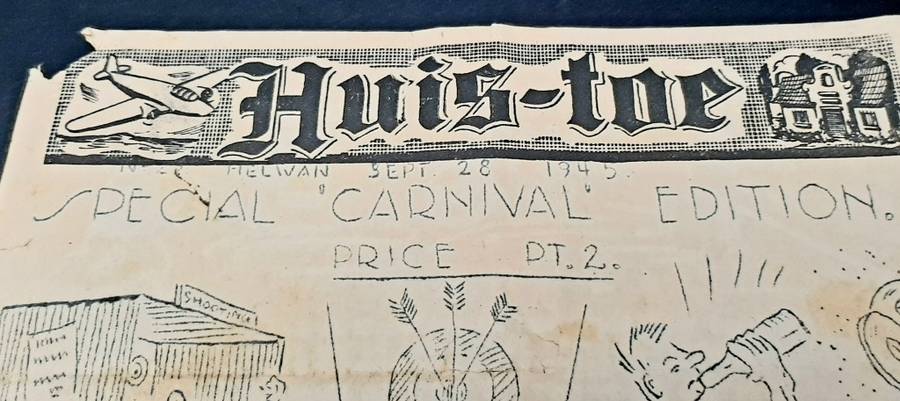 Huis-toe
HELWAN SEPT. 28 1945.
SPECIAL 'CARNIVAL' EDITION.
PRICE PT. 2.
SHOOTING